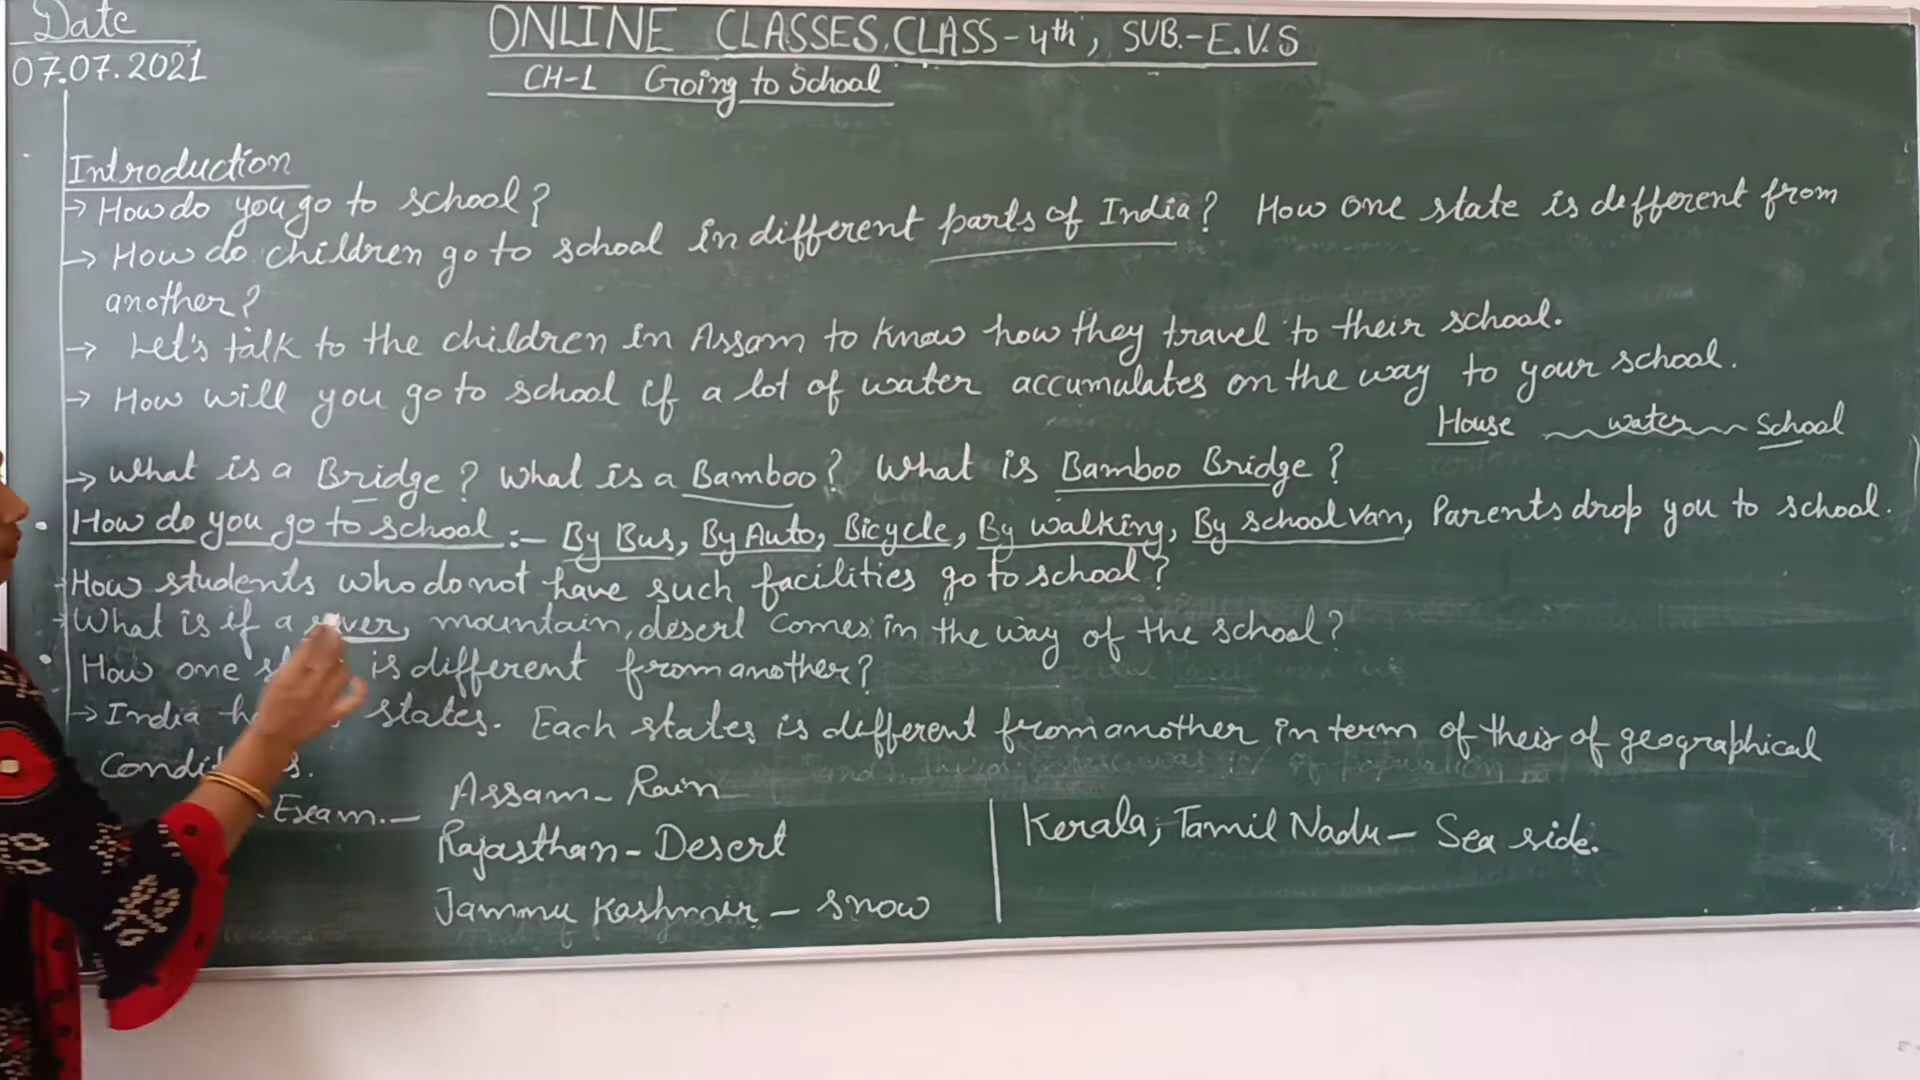 Date
07.07.2021
ONLINE CLASSES, CLASS-4th, SUB.-E.V.S
CH-1 Going to School
Introduction
→ How do you go to school?
→ How do children go to school in different parts of India? How one state is different from
another?
→ Let's talk to the children in Assam to know how they travel to their school.
→ How will you go to school if a lot of water accumulates on the way to your school.
House water School
→ What is a Bridge? What is a Bamboo? What is Bamboo Bridge?
• How do you go to school:- By Bus, By Auto, Bicycle, By walking, By school van, Parents drop you to school.
→ How students who do not have such facilities go to school?
→ What is if a river, mountain, desert comes in the way of the school?
• How one is different from another?
→ India states. Each states is different from another in term of their of geographical
Exam.- Assam - Rain
Rajasthan - Desert
Jammu Kashmir - snow
Kerala, Tamil Nadu - Sea side.